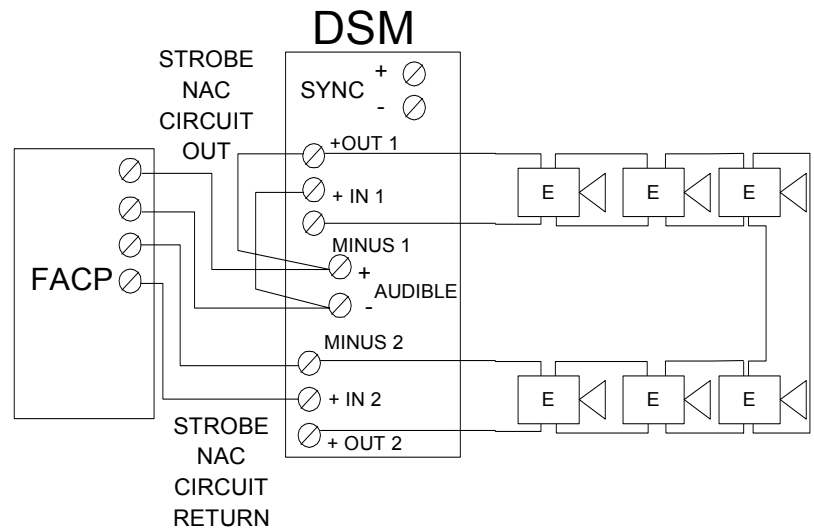 DSM
STROBE
NAC
CIRCUIT
OUT
SYNC
+
-
+OUT 1
+ IN 1
MINUS 1
+
AUDIBLE
-
FACP
MINUS 2
+ IN 2
+ OUT 2
STROBE
NAC
CIRCUIT
RETURN
E
E
E
E
E
E